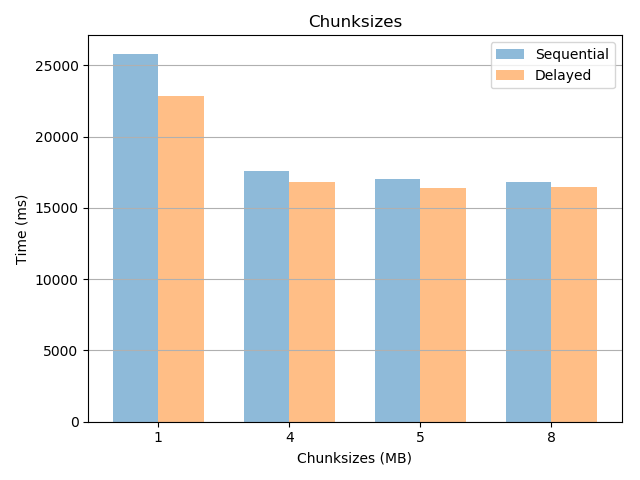 Chunksizes
Sequential
Delayed
Time (ms)
25000
20000
15000
10000
5000
0
1 4 5 8
Chunksizes (MB)